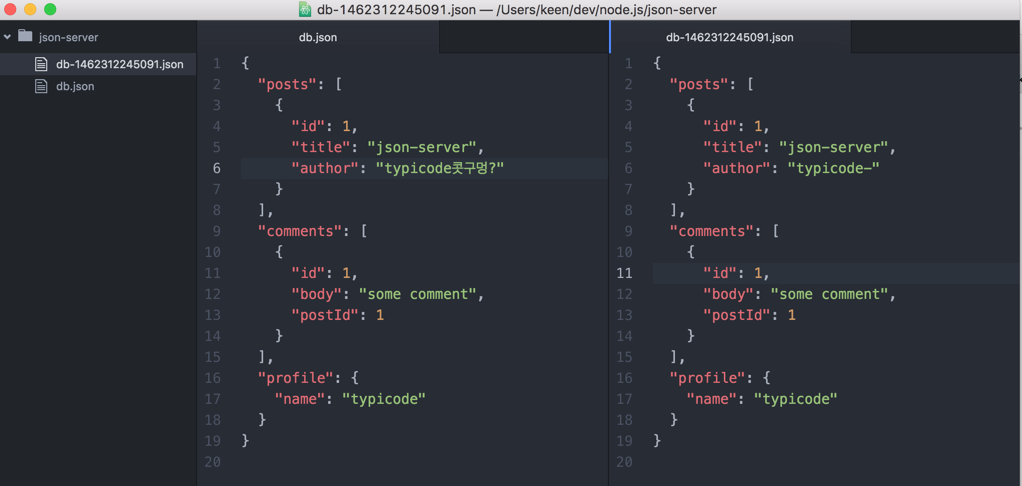 db-1462312245091.json — /Users/keen/dev/node.js/json-server
json-server
db-1462312245091.json
db.json
db.json
1 {
2 "posts": [
3 {
4 "id": 1,
5 "title": "json-server",
6 "author": "typicode콧구멍?"
7 }
8 ],
9 "comments": [
10 {
11 "id": 1,
12 "body": "some comment",
13 "postId": 1
14 }
15 ],
16 "profile": {
17 "name": "typicode"
18 }
19 }
20
db-1462312245091.json
1 {
2 "posts": [
3 {
4 "id": 1,
5 "title": "json-server",
6 "author": "typicode-"
7 }
8 ],
9 "comments": [
10 {
11 "id": 1,
12 "body": "some comment",
13 "postId": 1
14 }
15 ],
16 "profile": {
17 "name": "typicode"
18 }
19 }
20